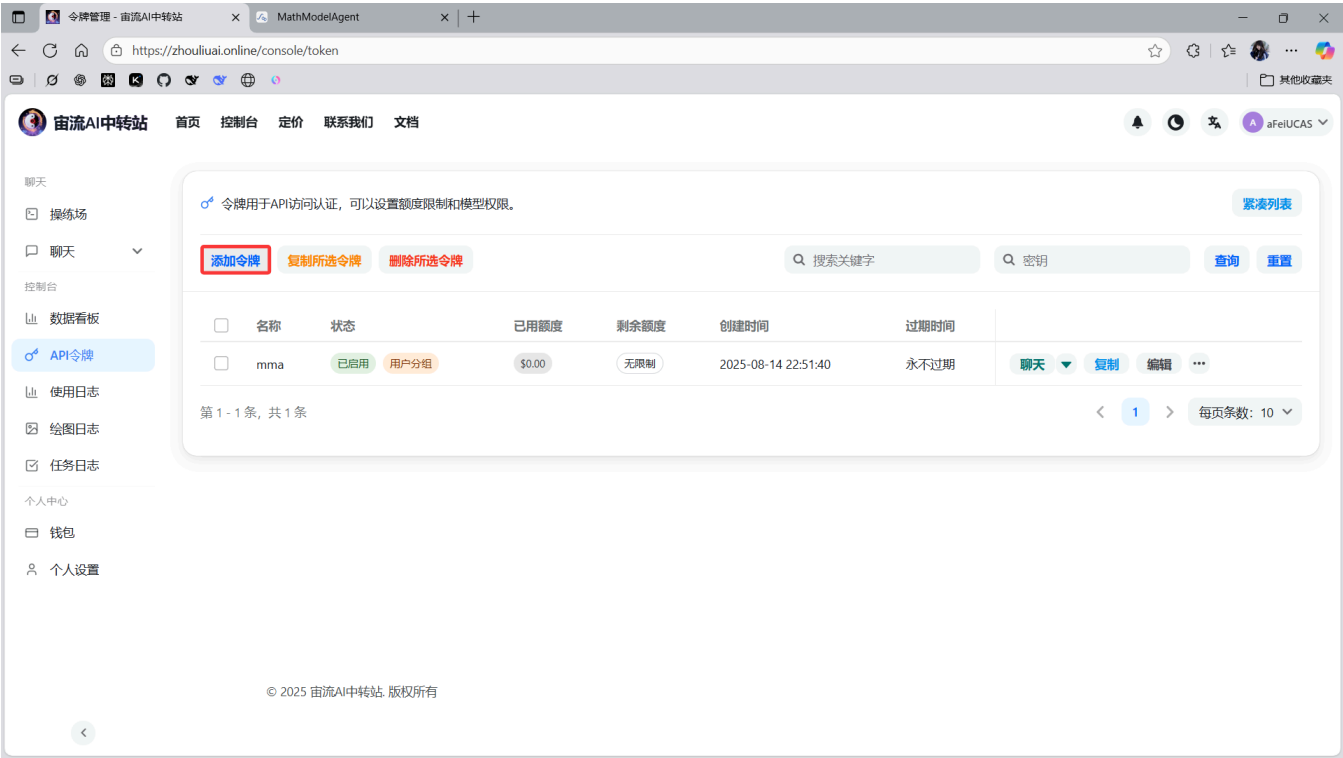 令牌管理 - 宙流AI中转站
MathModelAgent
https://zhouliuai.online/console/token
其他收藏夹
宙流AI中转站 首页 控制台 定价 联系我们 文档
A aFeiUCAS
聊天
操练场
聊天
控制台
数据看板
API令牌
使用日志
绘图日志
任务日志
个人中心
钱包
个人设置
令牌用于API访问认证，可以设置额度限制和模型权限。 紧凑列表
添加令牌 复制所选令牌 删除所选令牌 搜索关键字 密钥 查询 重置
名称 状态 已用额度 剩余额度 创建时间 过期时间
mma 已启用 用户分组 $0.00 无限制 2025-08-14 22:51:40 永不过期 聊天 复制 编辑
第 1 - 1 条，共 1 条 1 每页条数：10
© 2025 宙流AI中转站. 版权所有